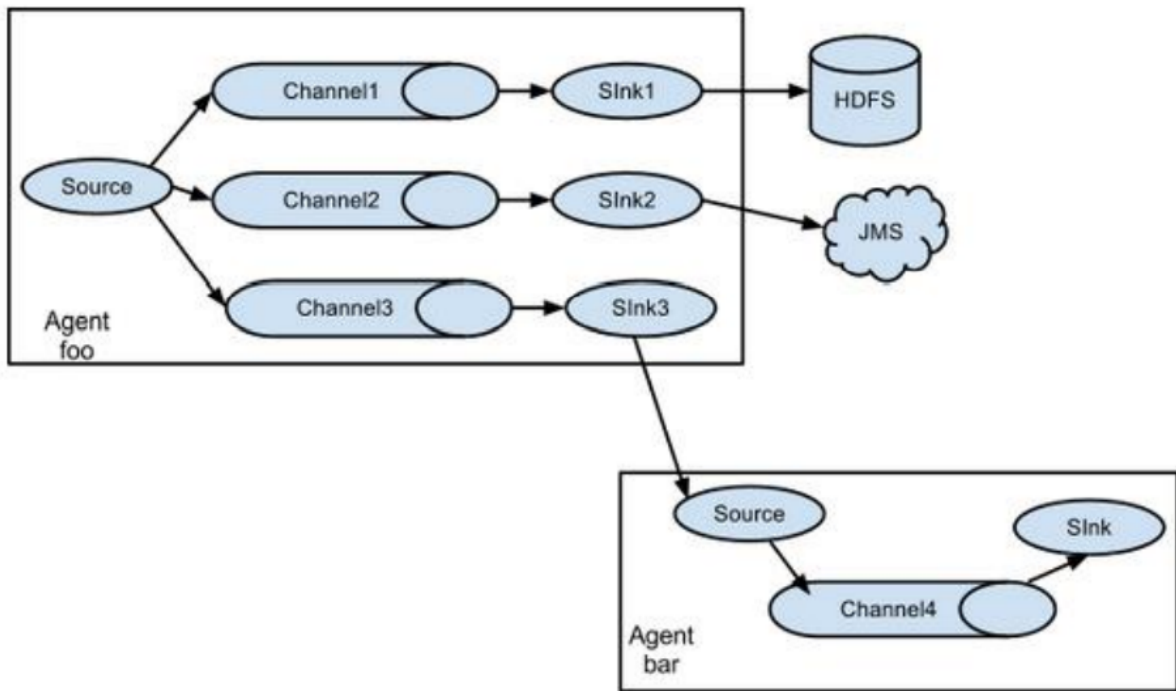 Channel1
SInk1
HDFS
Source
Channel2
SInk2
JMS
Channel3
SInk3
Agent
foo
Source
SInk
Channel4
Agent
bar